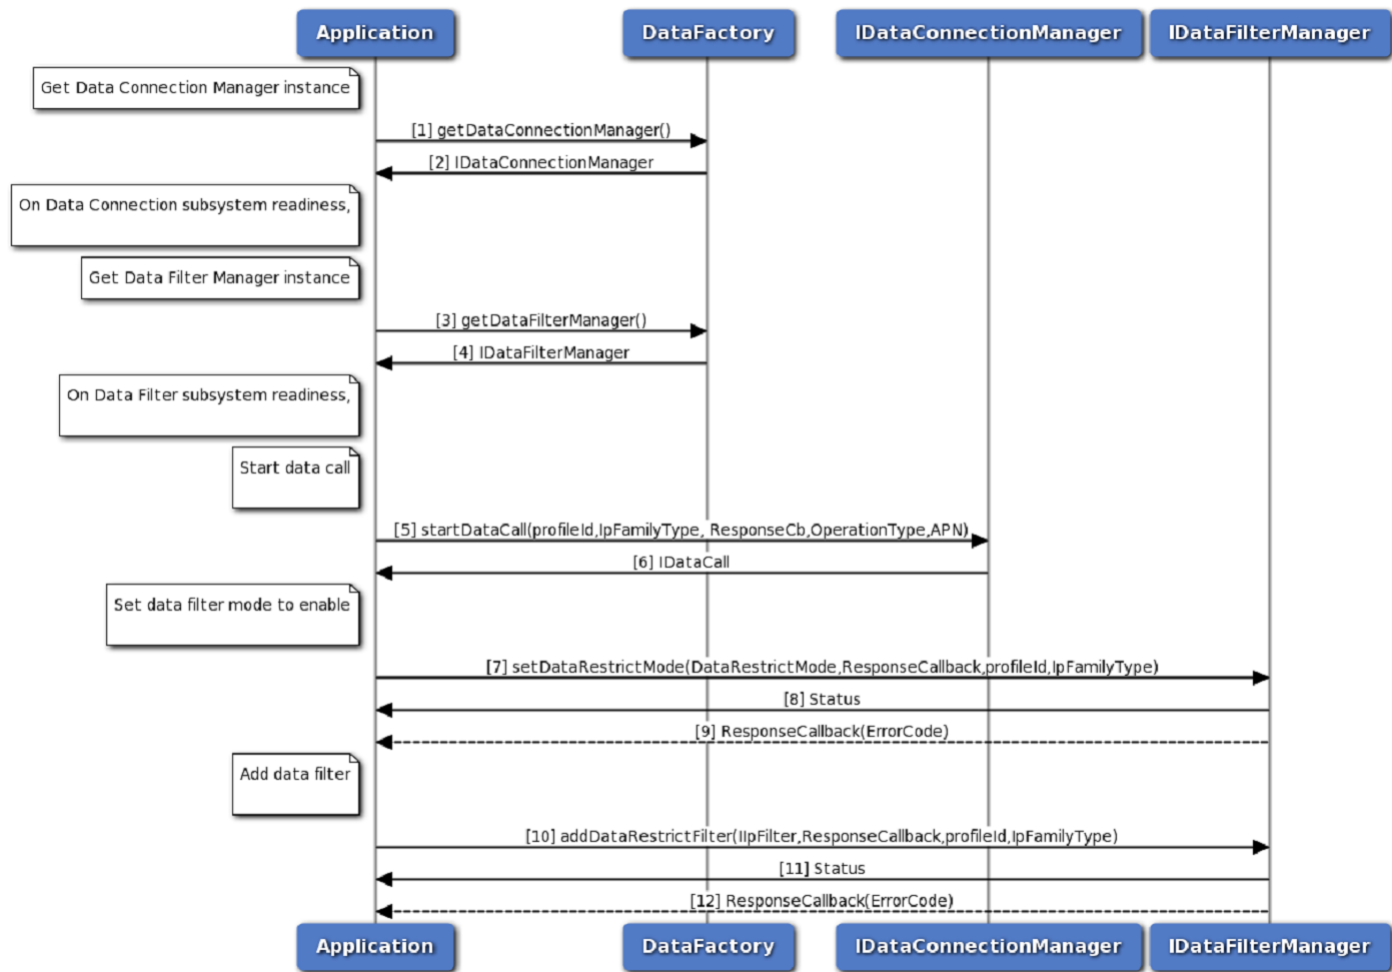 Application DataFactory IDataConnectionManager IDataFilterManager
Get Data Connection Manager instance
[1] getDataConnectionManager()
[2] IDataConnectionManager
On Data Connection subsystem readiness,
Get Data Filter Manager instance
[3] getDataFilterManager()
[4] IDataFilterManager
On Data Filter subsystem readiness,
Start data call
[5] startDataCall(profileId,IpFamilyType, ResponseCb,OperationType,APN)
[6] IDataCall
Set data filter mode to enable
[7] setDataRestrictMode(DataRestrictMode,ResponseCallback,profileId,IpFamilyType)
[8] Status
[9] ResponseCallback(ErrorCode)
Add data filter
[10] addDataRestrictFilter(IIpFilter,ResponseCallback,profileId,IpFamilyType)
[11] Status
[12] ResponseCallback(ErrorCode)
Application DataFactory IDataConnectionManager IDataFilterManager